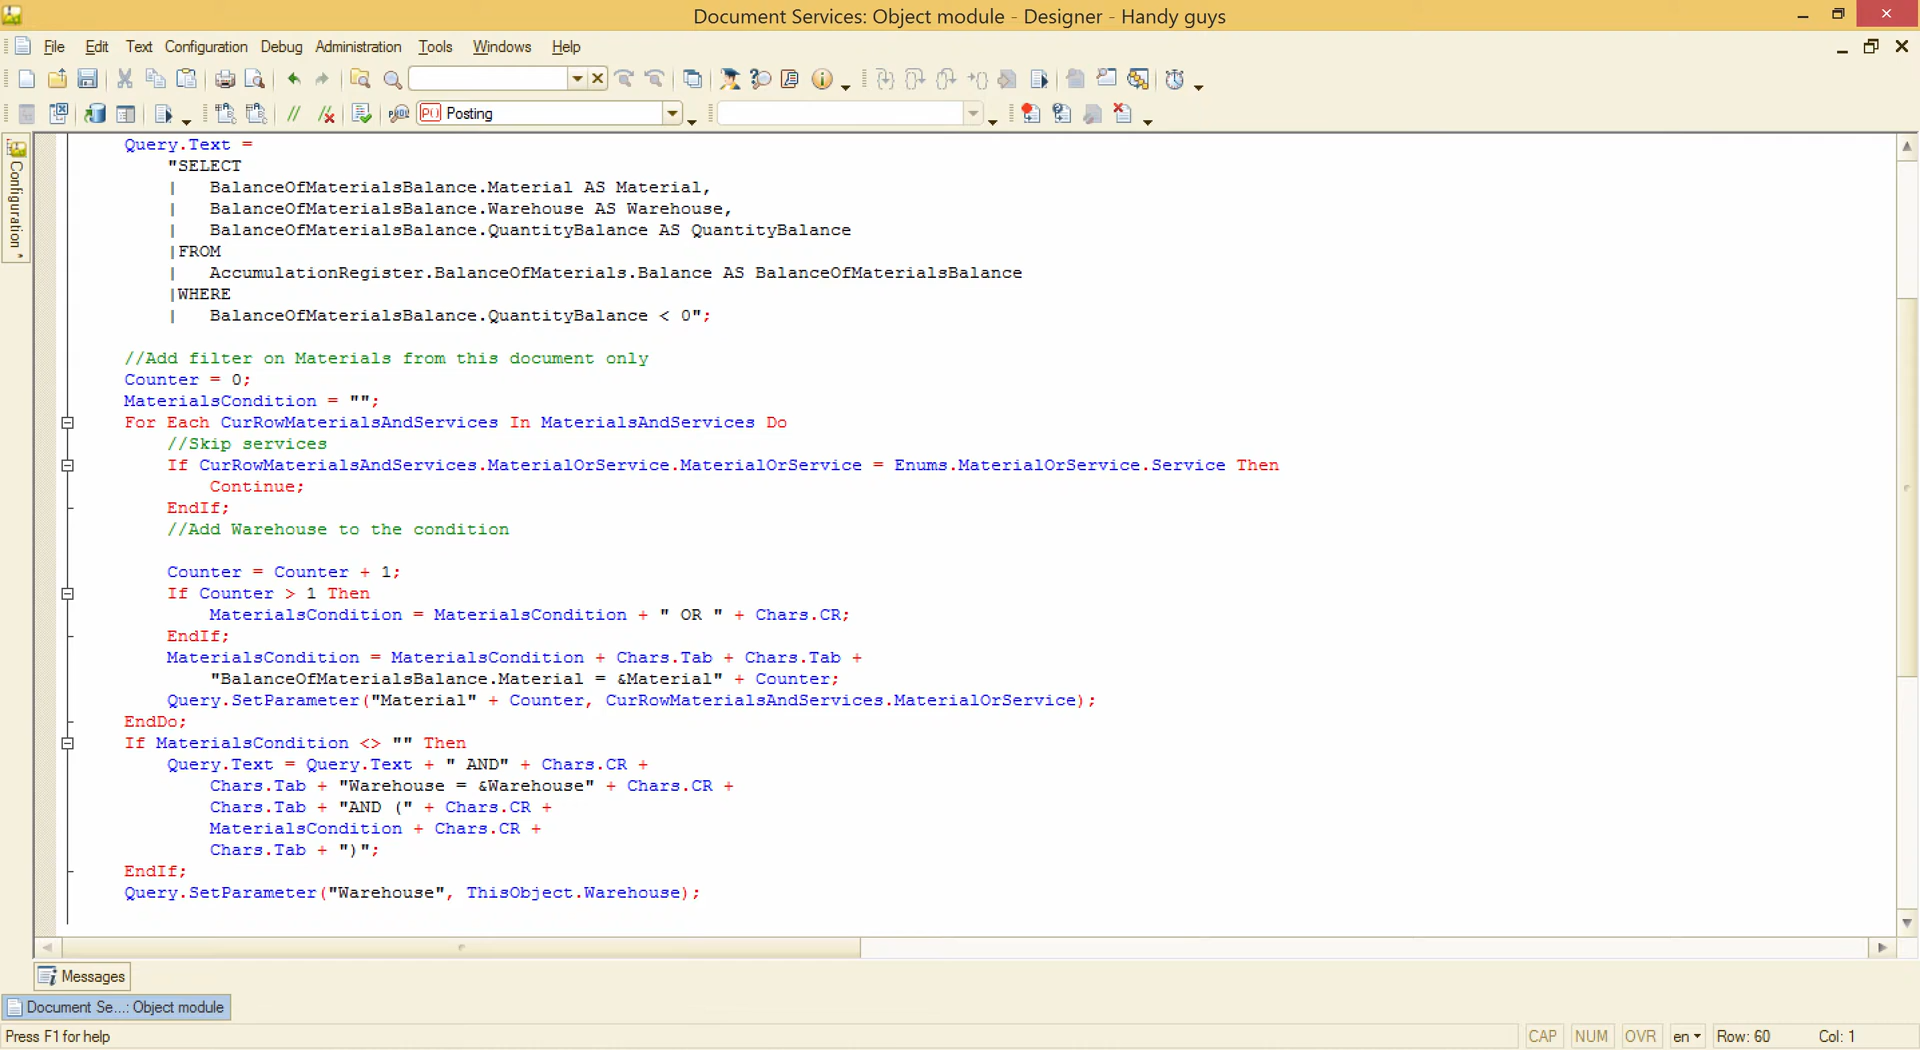 Document Services: Object module - Designer - Handy guys
File Edit Text Configuration Debug Administration Tools Windows Help
Posting
Configuration
Query.Text =
"SELECT
| BalanceOfMaterialsBalance.Material AS Material,
| BalanceOfMaterialsBalance.Warehouse AS Warehouse,
| BalanceOfMaterialsBalance.QuantityBalance AS QuantityBalance
|FROM
| AccumulationRegister.BalanceOfMaterials.Balance AS BalanceOfMaterialsBalance
|WHERE
| BalanceOfMaterialsBalance.QuantityBalance < 0";
//Add filter on Materials from this document only
Counter = 0;
MaterialsCondition = "";
For Each CurRowMaterialsAndServices In MaterialsAndServices Do
//Skip services
If CurRowMaterialsAndServices.MaterialOrService.MaterialOrService = Enums.MaterialOrService.Service Then
Continue;
EndIf;
//Add Warehouse to the condition
Counter = Counter + 1;
If Counter > 1 Then
MaterialsCondition = MaterialsCondition + " OR " + Chars.CR;
EndIf;
MaterialsCondition = MaterialsCondition + Chars.Tab + Chars.Tab +
"BalanceOfMaterialsBalance.Material = &Material" + Counter;
Query.SetParameter("Material" + Counter, CurRowMaterialsAndServices.MaterialOrService);
EndDo;
If MaterialsCondition <> "" Then
Query.Text = Query.Text + " AND" + Chars.CR +
Chars.Tab + "Warehouse = &Warehouse" + Chars.CR +
Chars.Tab + "AND (" + Chars.CR +
MaterialsCondition + Chars.CR +
Chars.Tab + ")";
EndIf;
Query.SetParameter("Warehouse", ThisObject.Warehouse);
Messages
Document Se...: Object module
Press F1 for help CAP NUM OVR en Row: 60 Col: 1